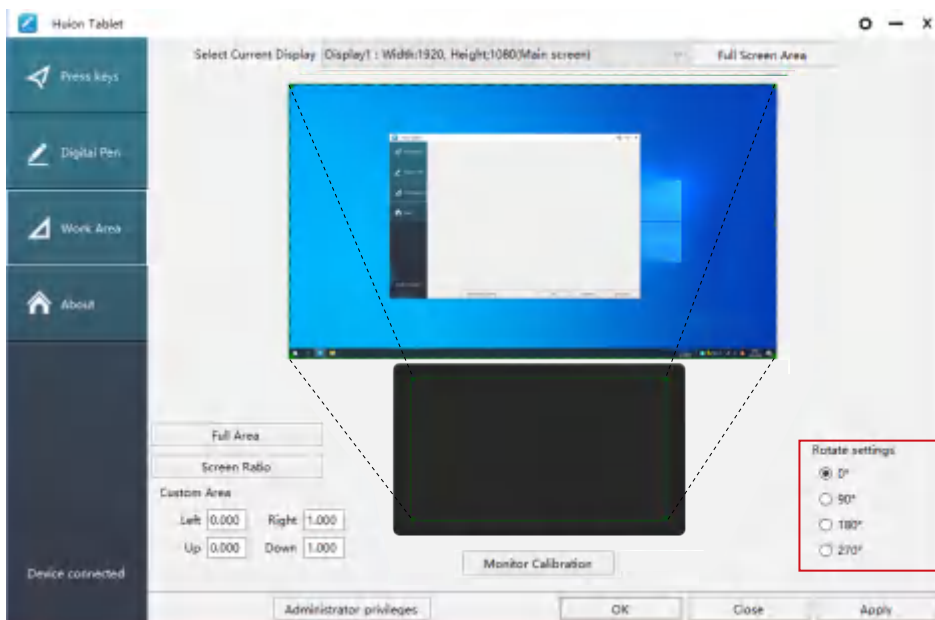 Huion Tablet
Select Current Display Display1 : Width:1920, Height:1080(Main screen) Full Screen Area
Press keys
Digital Pen
Work Area
About
Full Area
Screen Ratio
Custom Area
Left 0.000 Right 1.000
Up 0.000 Down 1.000
Rotate settings
0°
90°
180°
270°
Monitor Calibration
Device connected
Administrator privileges OK Close Apply